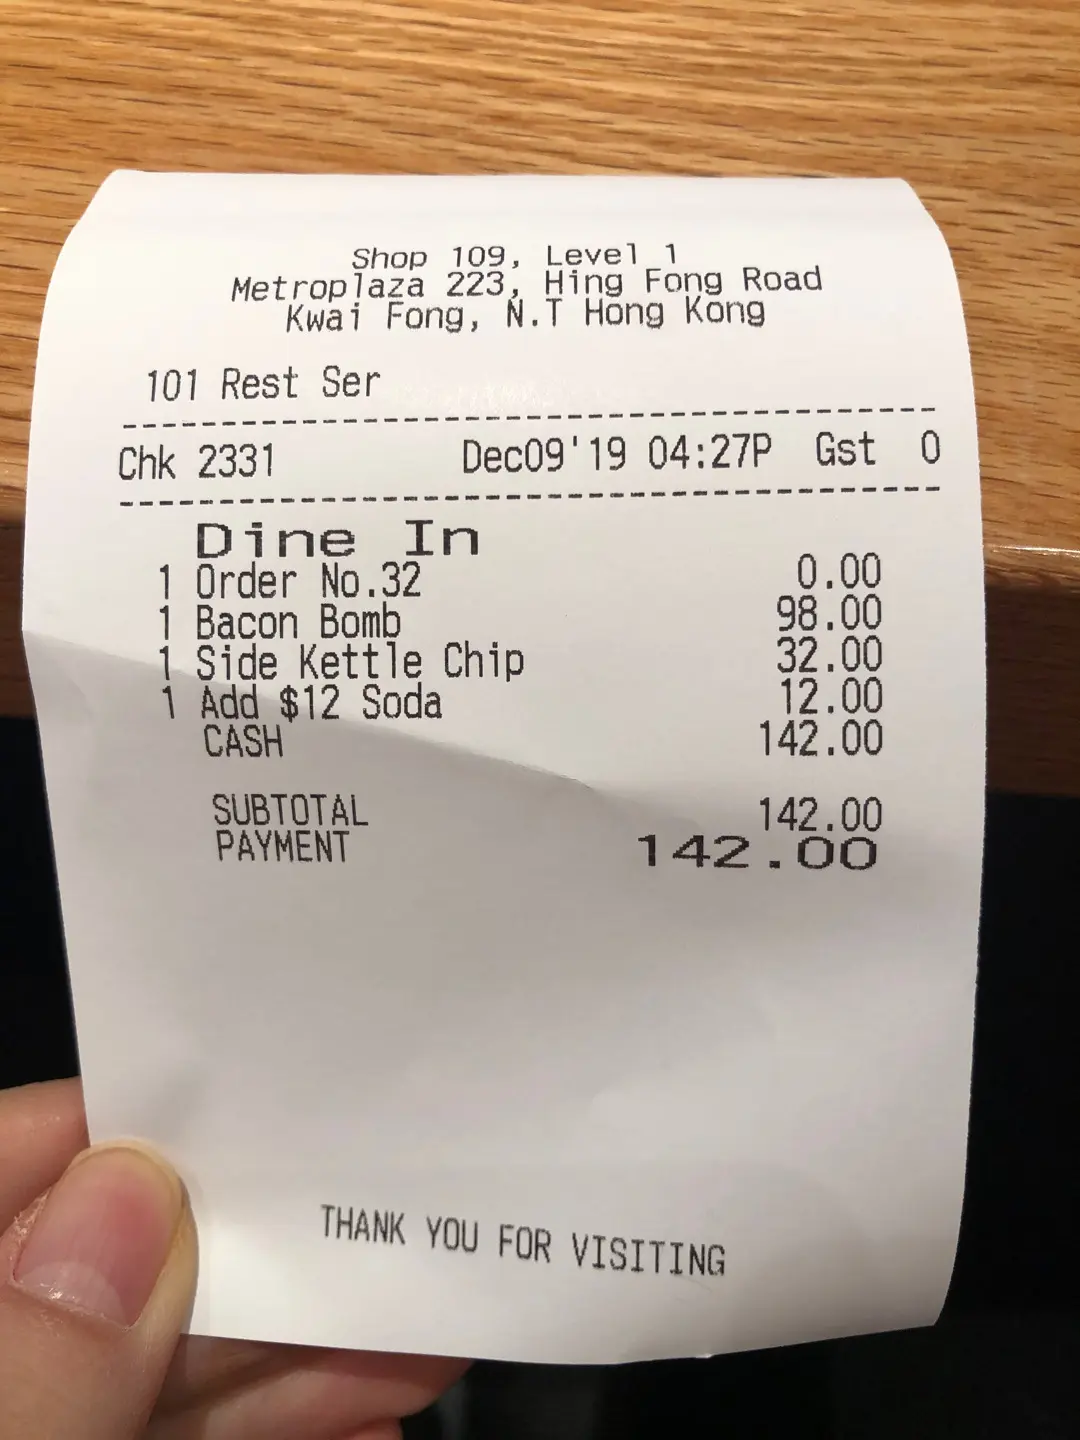 Shop 109, Level 1
Metroplaza 223, Hing Fong Road
Kwai Fong, N.T Hong Kong
101 Rest Ser
Chk 2331 Dec09'19 04:27P Gst 0
Dine In
1 Order No.32 0.00
1 Bacon Bomb 98.00
1 Side Kettle Chip 32.00
1 Add $12 Soda 12.00
CASH 142.00
SUBTOTAL 142.00
PAYMENT 142.00
THANK YOU FOR VISITING